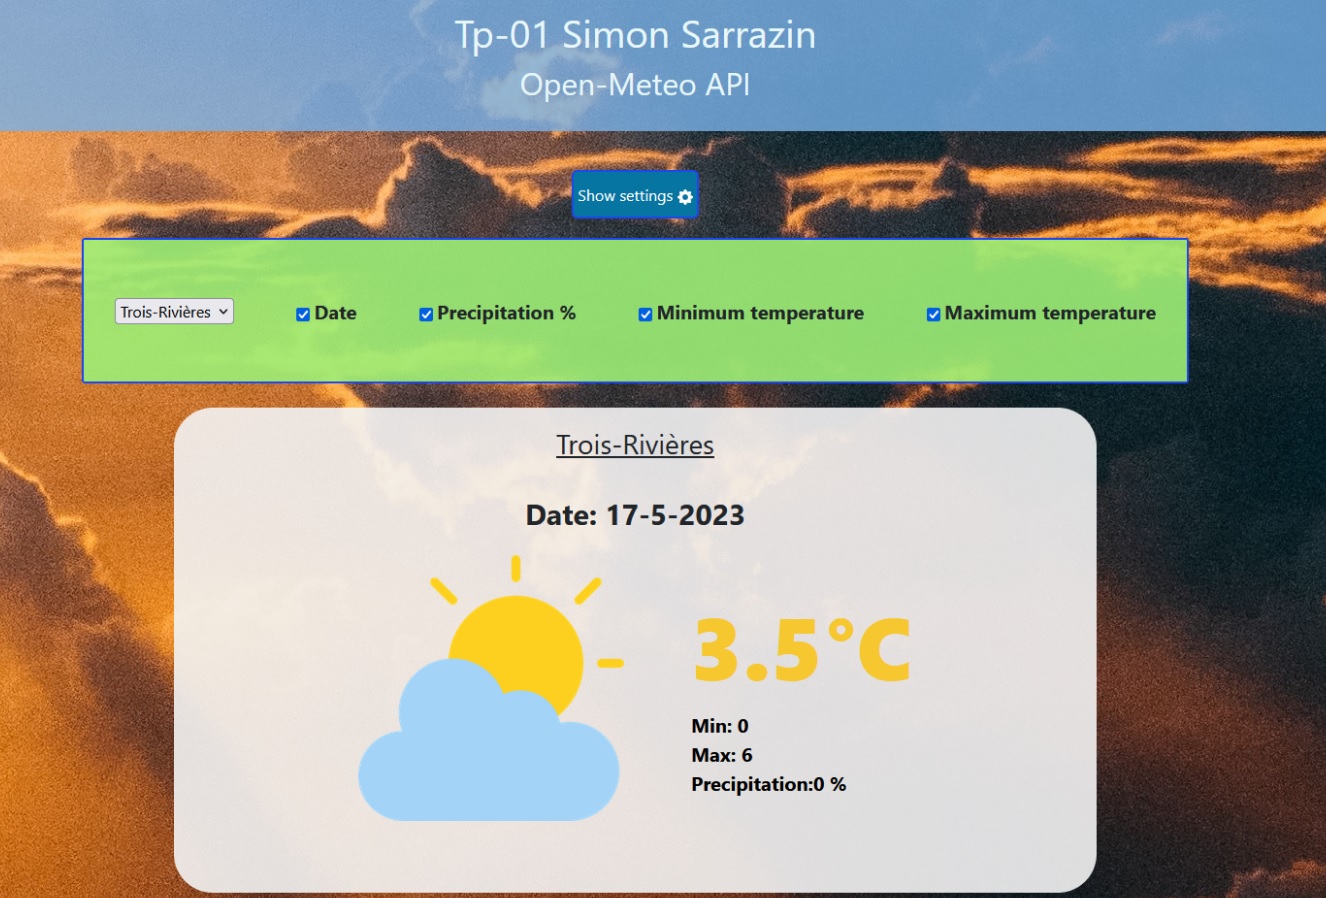 Tp-01 Simon Sarrazin
Open-Meteo API
Show settings
Trois-Rivières Date Precipitation % Minimum temperature Maximum temperature
Trois-Rivières
Date: 17-5-2023
3.5°C
Min: 0
Max: 6
Precipitation:0 %